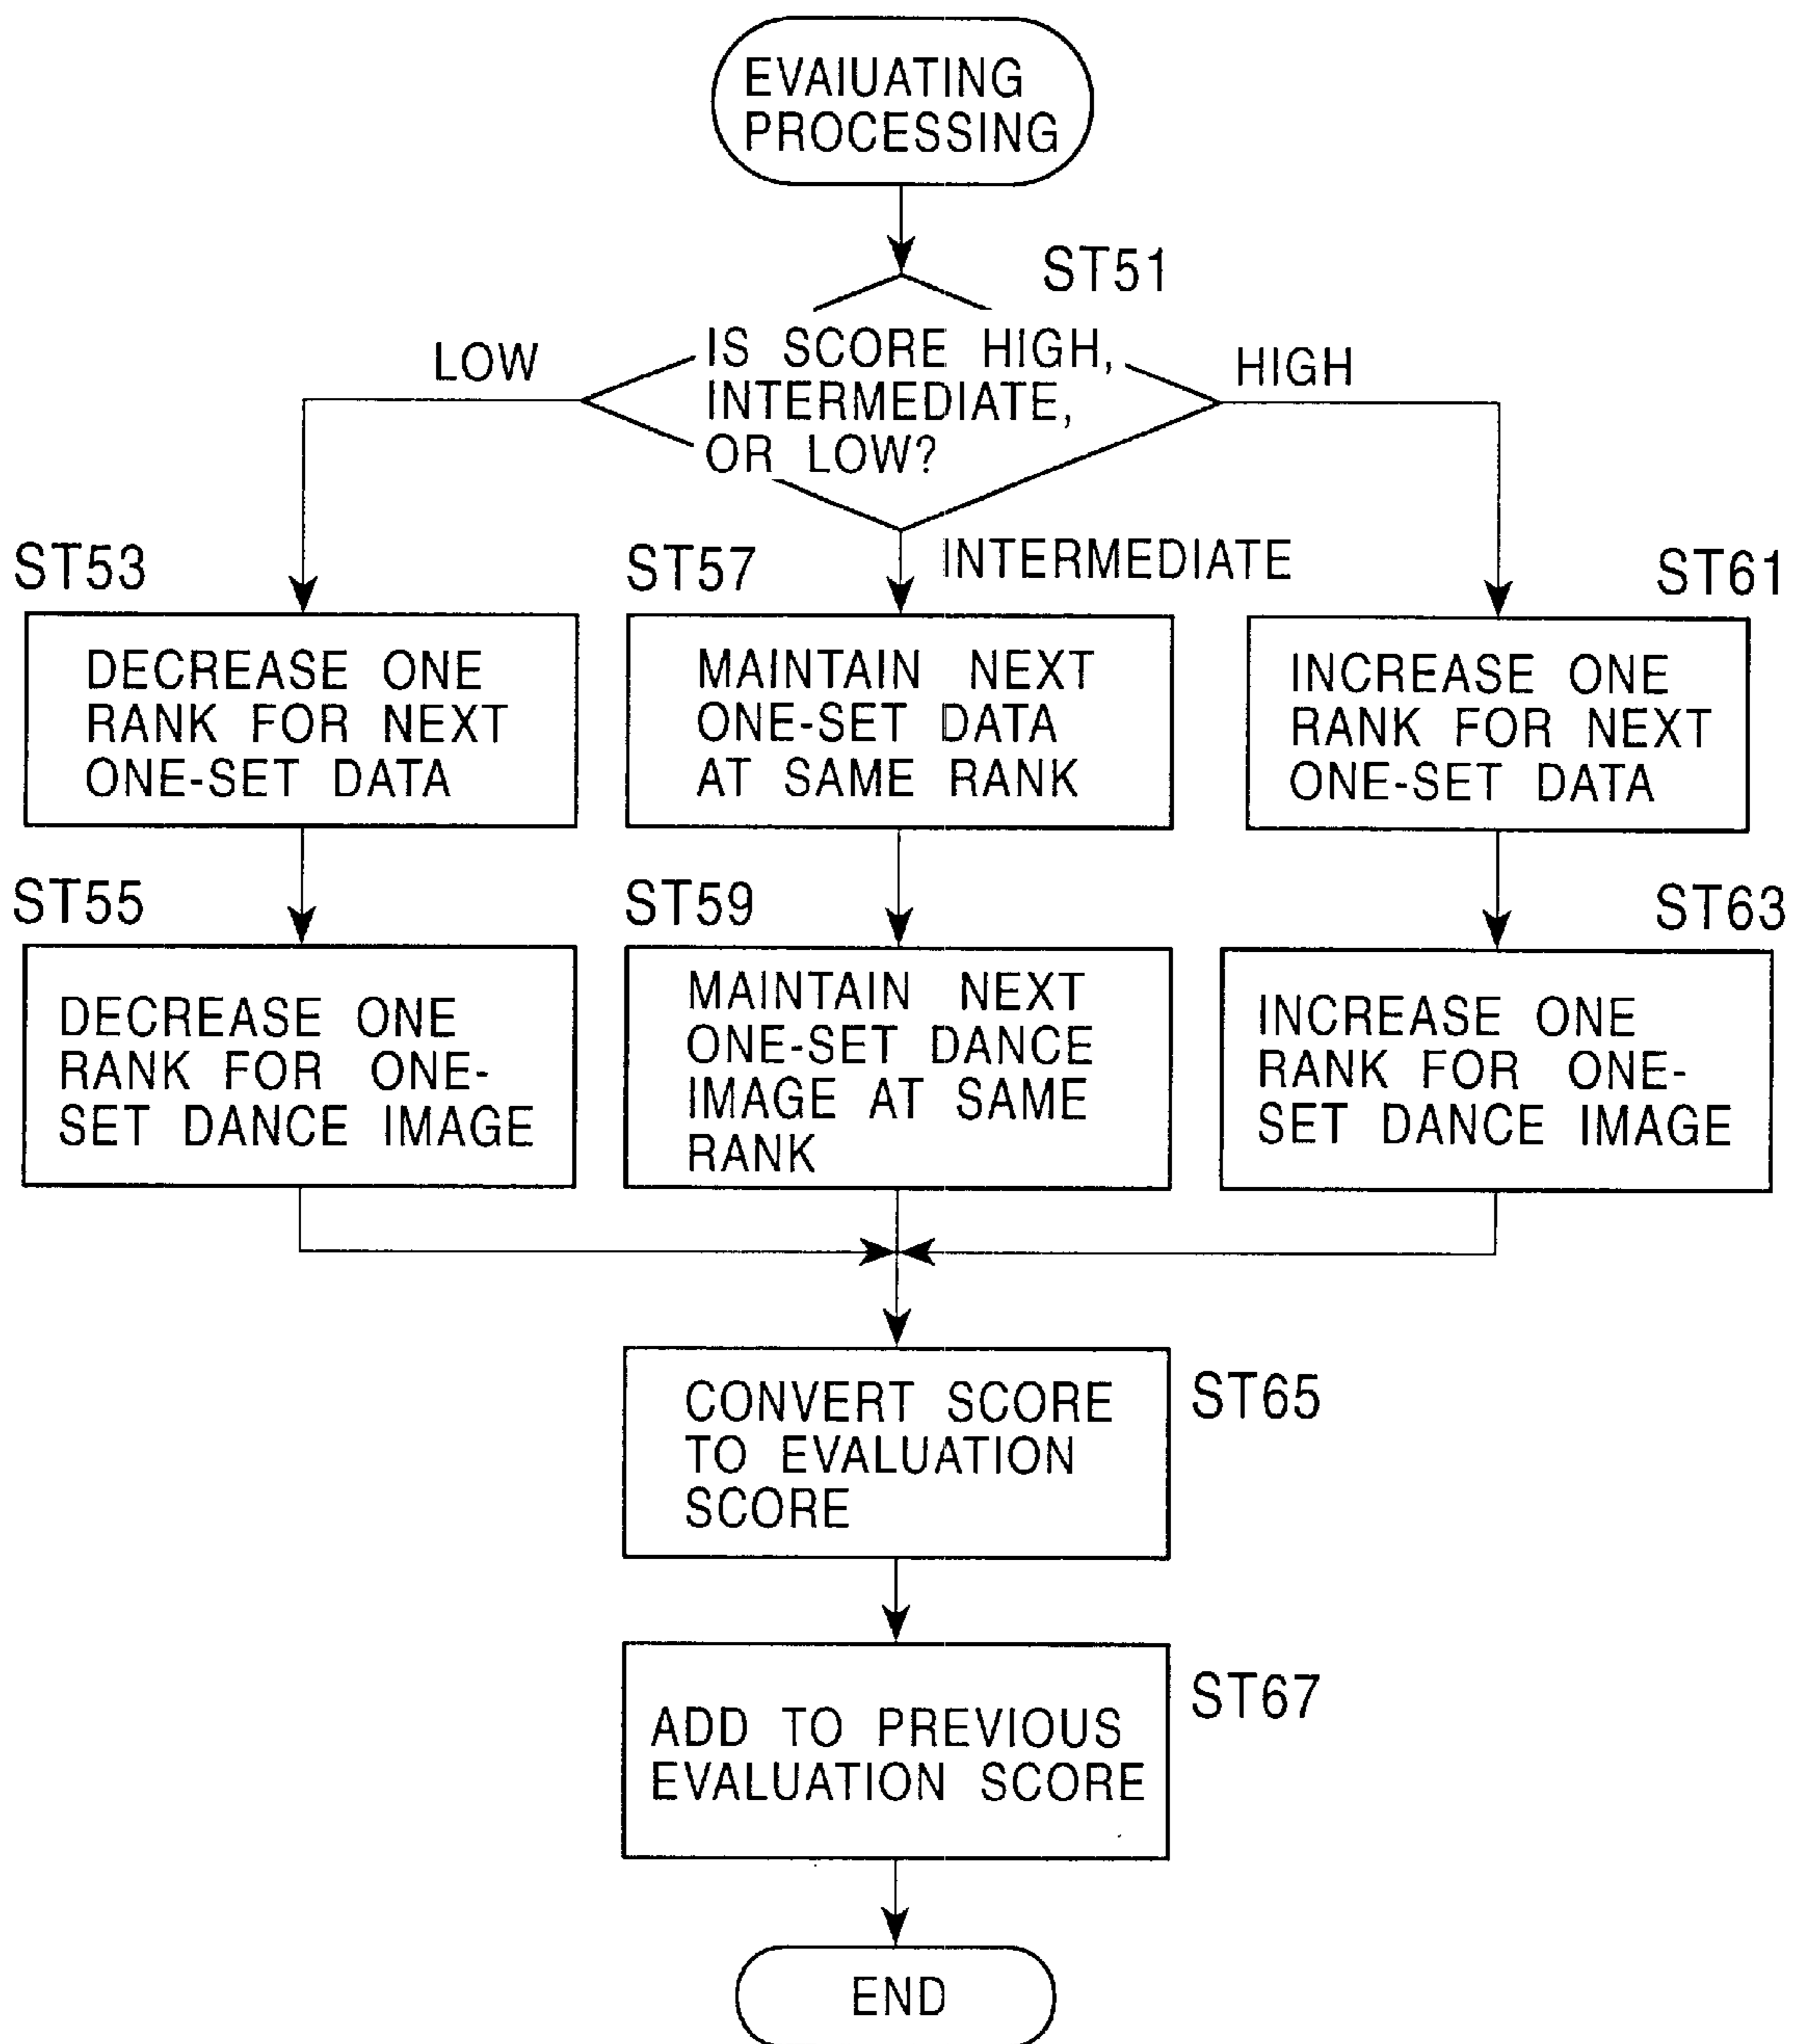 EVAIUATING
PROCESSING
ST51
IS SCORE HIGH,
INTERMEDIATE,
OR LOW?
LOW
HIGH
INTERMEDIATE
ST53
DECREASE ONE
RANK FOR NEXT
ONE-SET DATA
ST57
MAINTAIN NEXT
ONE-SET DATA
AT SAME RANK
ST61
INCREASE ONE
RANK FOR NEXT
ONE-SET DATA
ST55
DECREASE ONE
RANK FOR ONE-
SET DANCE IMAGE
ST59
MAINTAIN NEXT
ONE-SET DANCE
IMAGE AT SAME
RANK
ST63
INCREASE ONE
RANK FOR ONE-
SET DANCE IMAGE
CONVERT SCORE
TO EVALUATION
SCORE
ST65
ADD TO PREVIOUS
EVALUATION SCORE
ST67
END